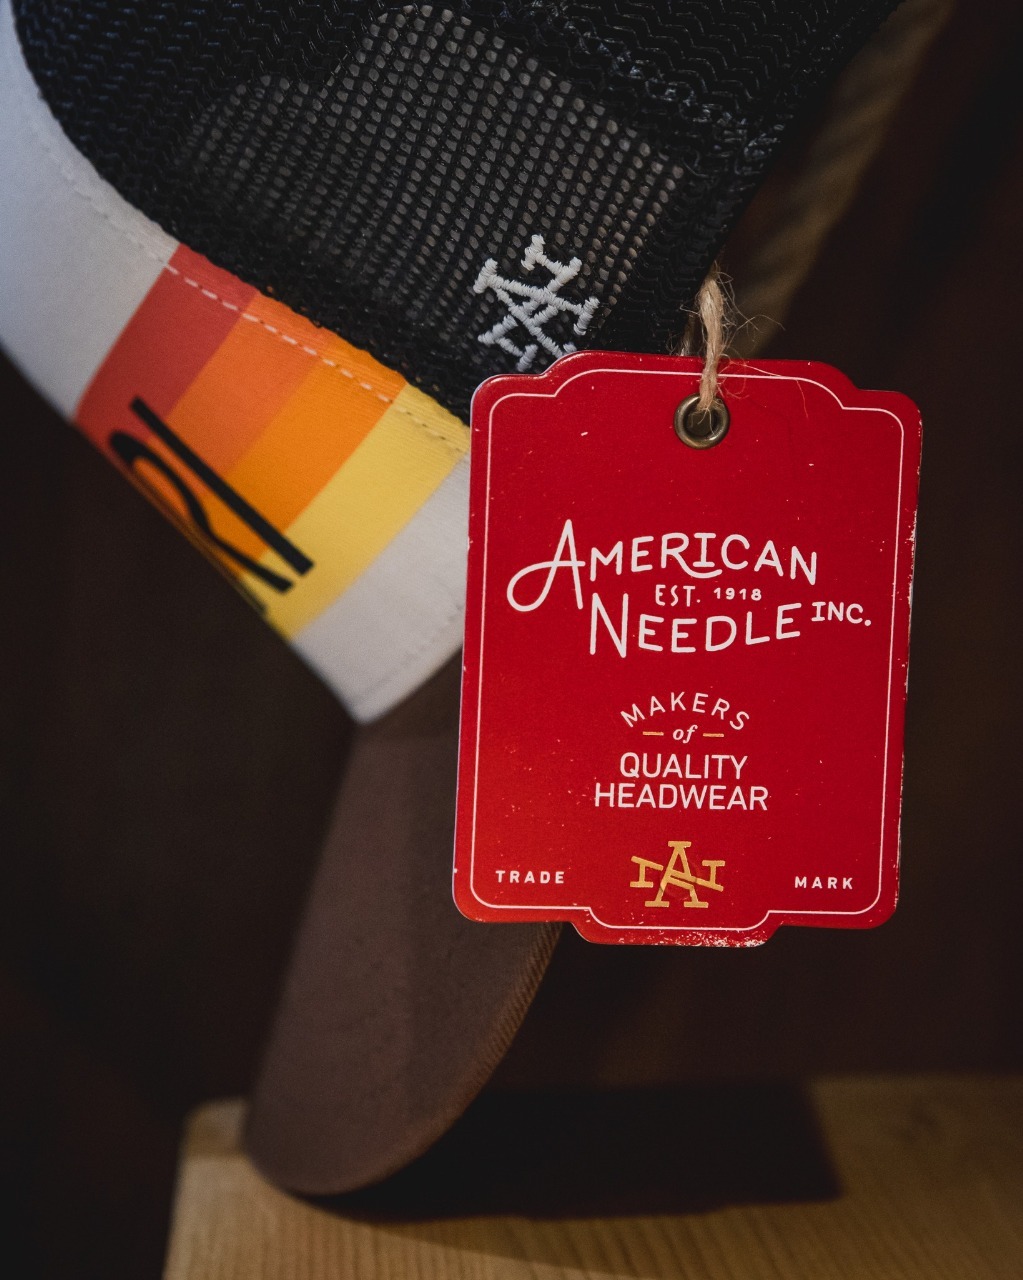 AMERICAN
EST. 1918
NEEDLE INC.
MAKERS
of
QUALITY
HEADWEAR
TRADE MARK